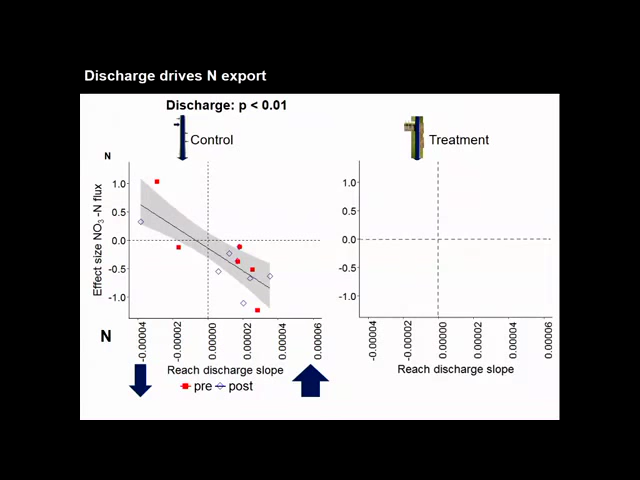 Discharge drives N export
Discharge: p < 0.01
Control
Treatment
N
Effect size NO3 -N flux
1.0
0.5
0.0
-0.5
-1.0
1.0
0.5
0.0
-0.5
-1.0
N
-0.00004
-0.00002
0.00000
0.00002
0.00004
0.00006
-0.00004
-0.00002
0.00000
0.00002
0.00004
0.00006
Reach discharge slope
Reach discharge slope
pre post